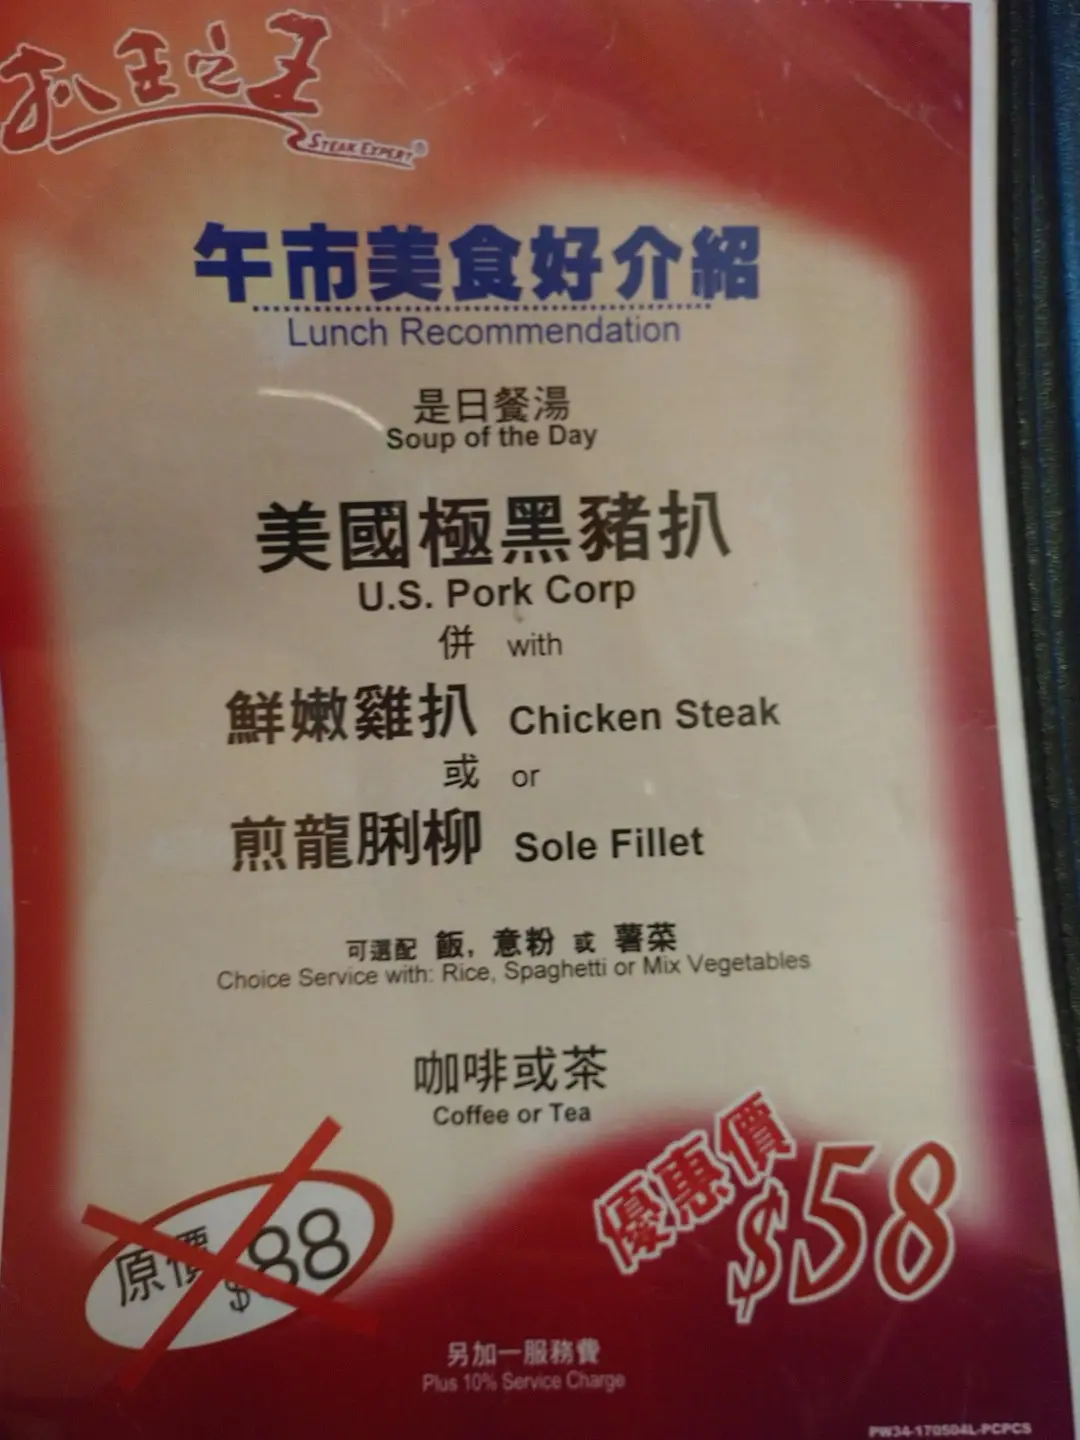 扒王之王
STEAK EXPERT®
午市美食好介紹
Lunch Recommendation
是日餐湯
Soup of the Day
美國極黑豬扒
U.S. Pork Corp
併 with
鮮嫩雞扒 Chicken Steak
或 or
煎龍脷柳 Sole Fillet
可選配 飯, 意粉 或 薯菜
Choice Service with: Rice, Spaghetti or Mix Vegetables
咖啡或茶
Coffee or Tea
原價 $88
優惠價 $58
另加一服務費
Plus 10% Service Charge
PW34-170504L-PCPCS